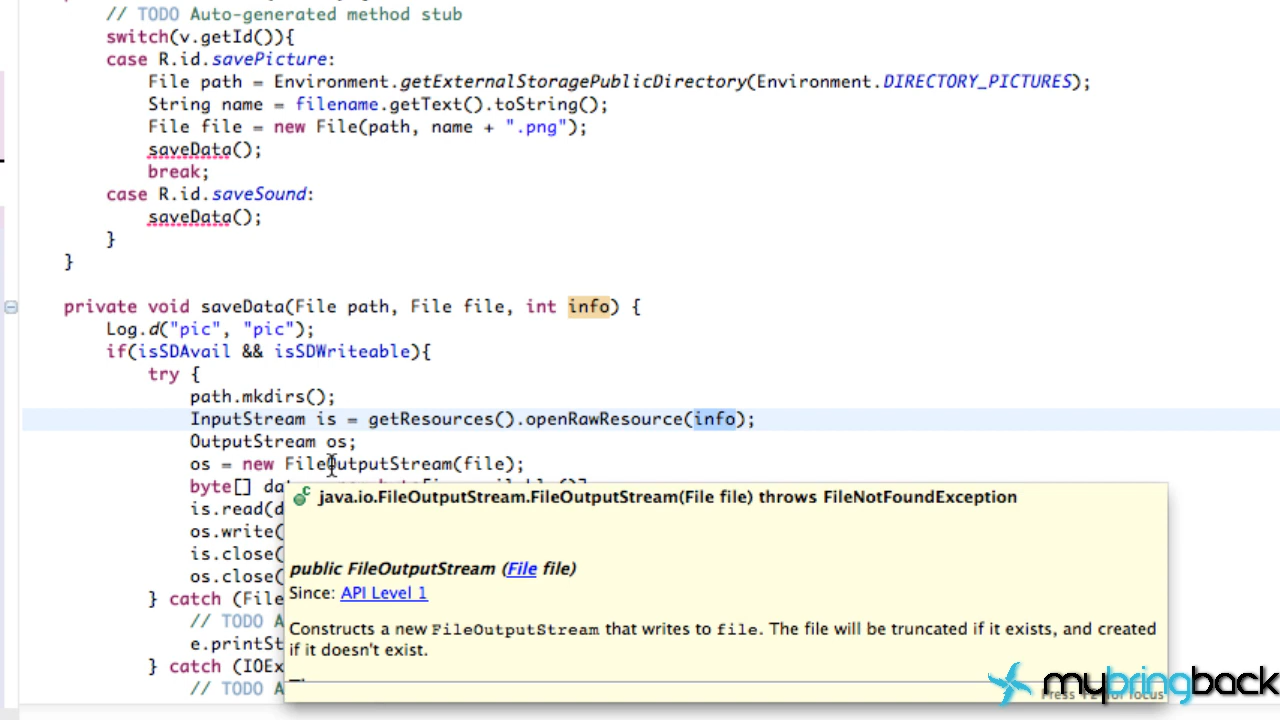 // TODO Auto-generated method stub
switch(v.getId()){
case R.id.savePicture:
File path = Environment.getExternalStoragePublicDirectory(Environment.DIRECTORY_PICTURES);
String name = filename.getText().toString();
File file = new File(path, name + ".png");
saveData();
break;
case R.id.saveSound:
saveData();
}
}
private void saveData(File path, File file, int info) {
Log.d("pic", "pic");
if(isSDAvail && isSDWriteable){
try {
path.mkdirs();
InputStream is = getResources().openRawResource(info);
OutputStream os;
os = new FileOutputStream(file);
byte[]
is.read(
java.io.FileOutputStream.FileOutputStream(File file) throws FileNotFoundException
os.write(
is.close(
public FileOutputStream (File file)
os.close(
Since: API Level 1
} catch (File
// TODO A
Constructs a new FileOutputStream that writes to file. The file will be truncated if it exists, and created
e.printSt
if it doesn't exist.
} catch (IOEx
// TODO A
mybringback